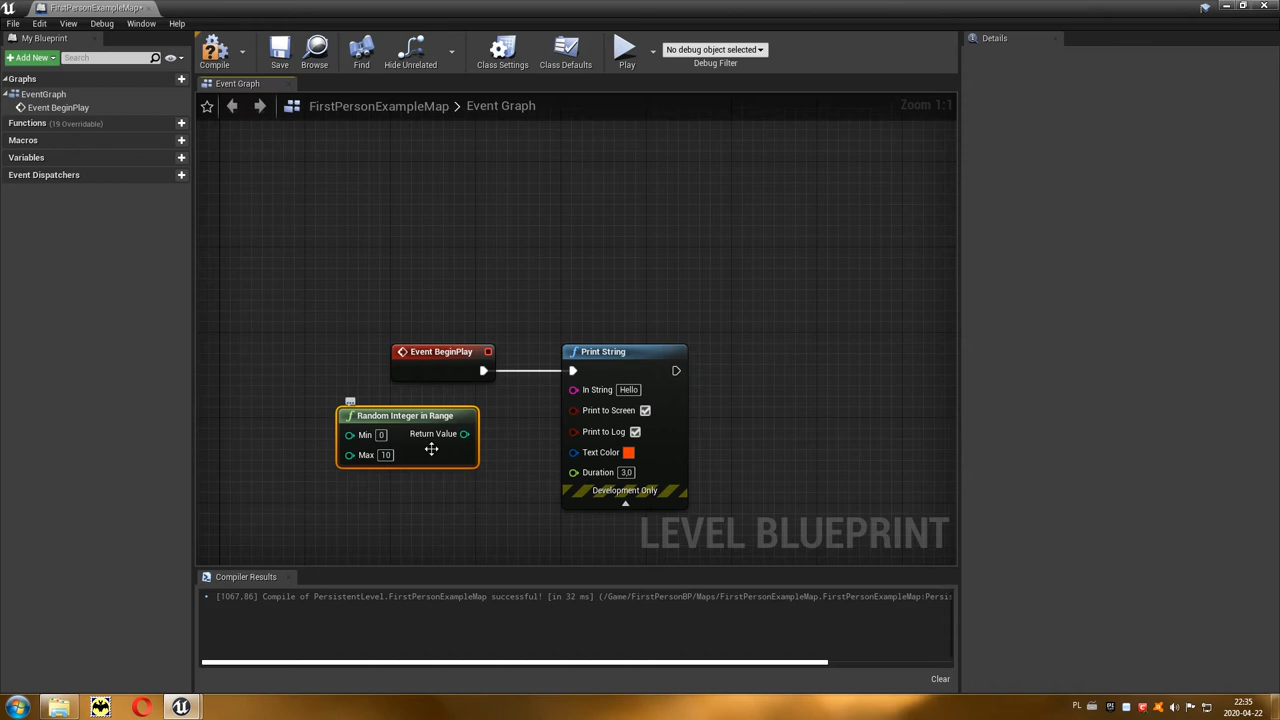 FirstPersonExampleMap*
File Edit View Debug Window Help
My Blueprint
Add New
Search
Graphs
EventGraph
Event BeginPlay
Functions (19 Overridable)
Macros
Variables
Event Dispatchers
Compile
Save
Browse
Find
Hide Unrelated
Class Settings
Class Defaults
Play
No debug object selected
Debug Filter
Event Graph
FirstPersonExampleMap > Event Graph
Zoom 1:1
Event BeginPlay
Random Integer in Range
Min 0
Return Value
Max 10
Print String
In String Hello
Print to Screen
Print to Log
Text Color
Duration 3,0
Development Only
LEVEL BLUEPRINT
Compiler Results
[1067,86] Compile of PersistentLevel.FirstPersonExampleMap successful! [in 32 ms] (/Game/FirstPersonBP/Maps/FirstPersonExampleMap.FirstPersonExampleMap:Persis
Clear
Details
PL
22:35
2020-04-22